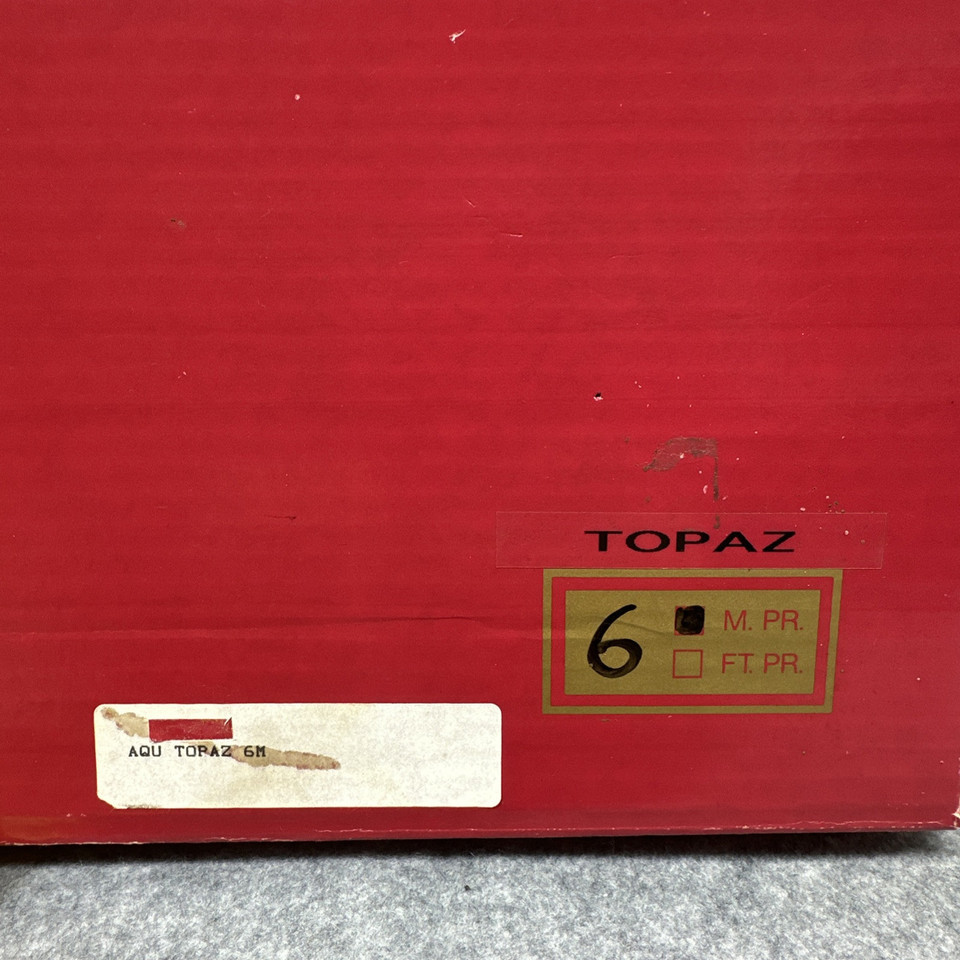 TOPAZ
6 M. PR.
FT. PR.
AQU TOPAZ 6M